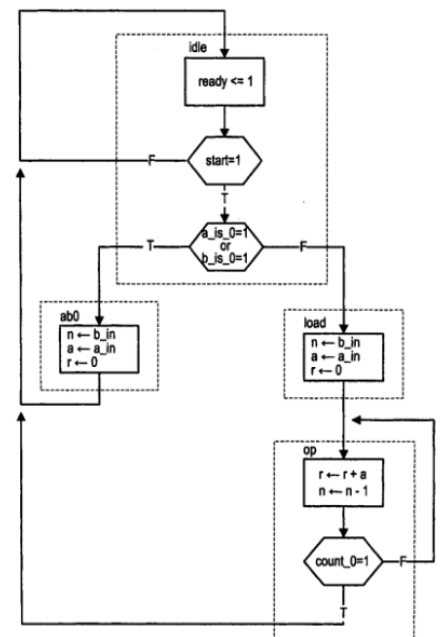 idle
ready <= 1
start=1
F
T
a_is_0=1
or
b_is_0=1
T
F
ab0
n ← b_in
a ← a_in
r ← 0
load
n ← b_in
a ← a_in
r ← 0
op
r ← r + a
n ← n - 1
count_0=1
F
T